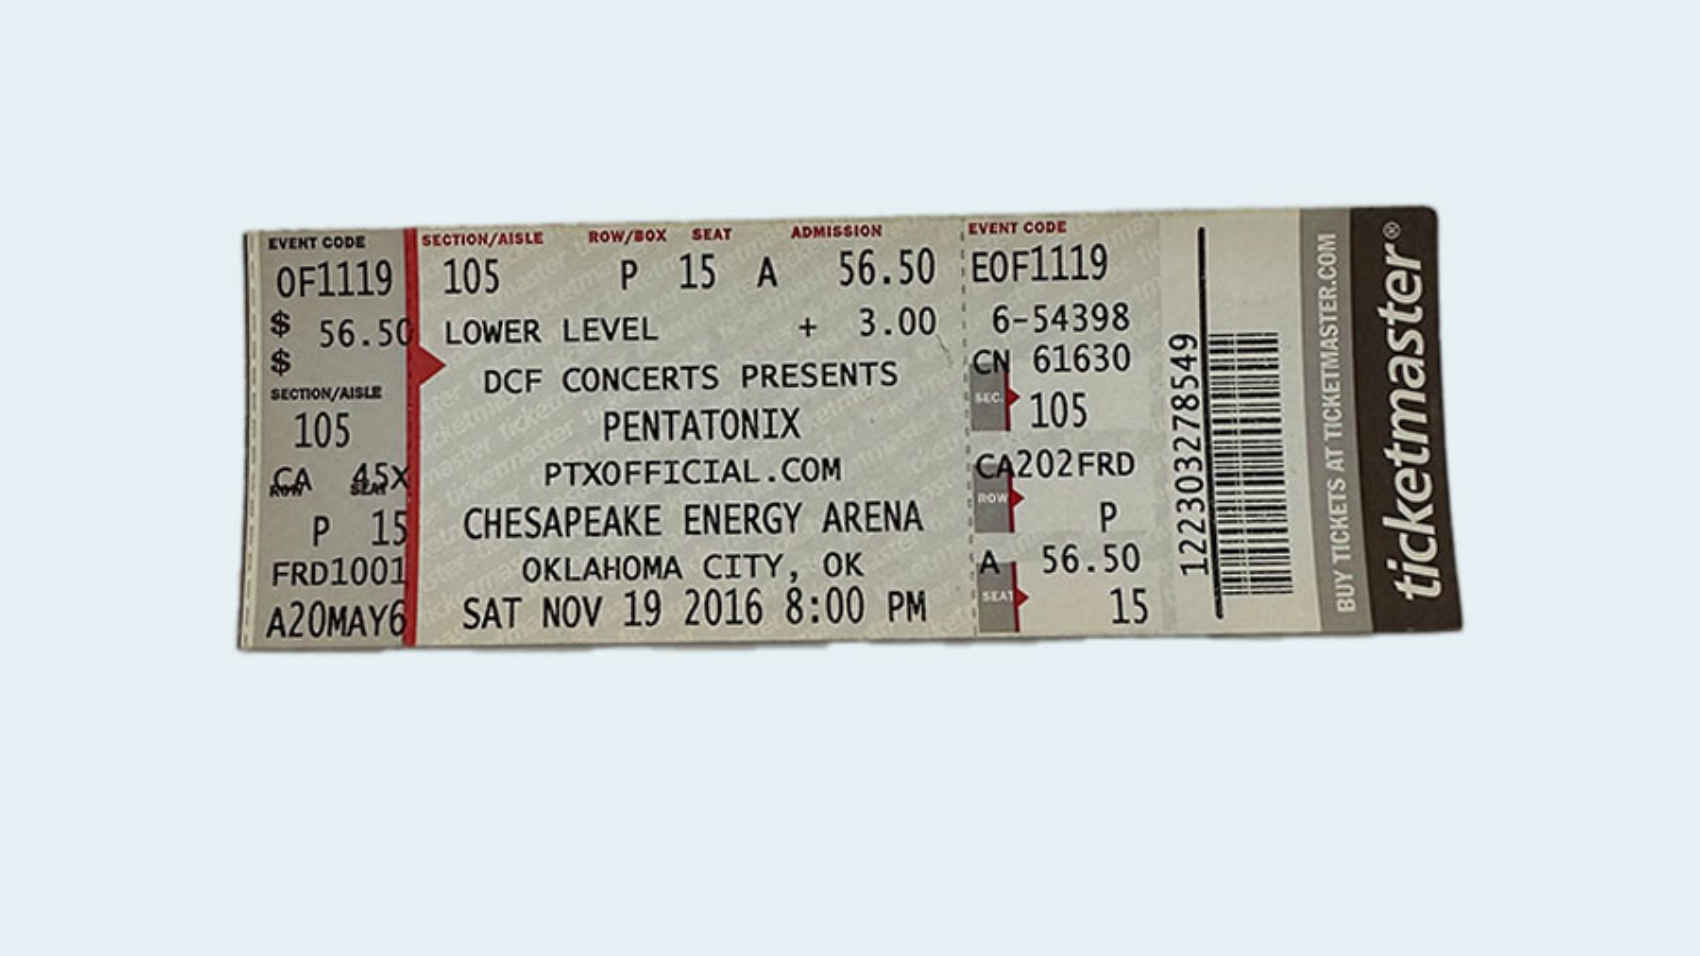 EVENT CODE
OF1119
$ 56.50
$
SECTION/AISLE
105
CA 45X
ROW SEAT
P 15
FRD1001
A20MAY6
SECTION/AISLE ROW/BOX SEAT ADMISSION
105 P 15 A 56.50
LOWER LEVEL + 3.00
DCF CONCERTS PRESENTS
PENTATONIX
PTXOFFICIAL.COM
CHESAPEAKE ENERGY ARENA
OKLAHOMA CITY, OK
SAT NOV 19 2016 8:00 PM
EVENT CODE
EOF1119
6-54398
CN 61630
SEC. 105
CA202FRD
ROW P
A 56.50
SEAT 15
122303278549
BUY TICKETS AT TICKETMASTER.COM
ticketmaster®